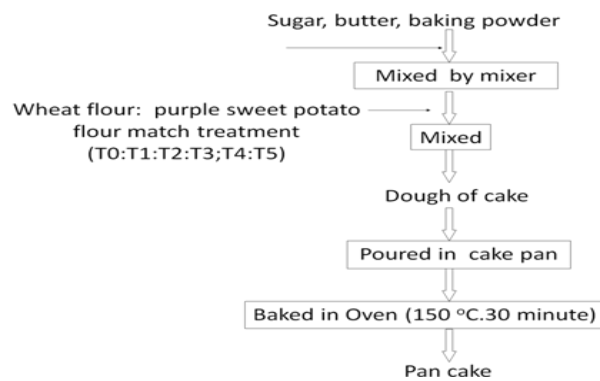 Sugar, butter, baking powder
Mixed by mixer
Wheat flour: purple sweet potato
flour match treatment
(T0:T1:T2:T3;T4:T5)
Mixed
Dough of cake
Poured in cake pan
Baked in Oven (150 °C.30 minute)
Pan cake